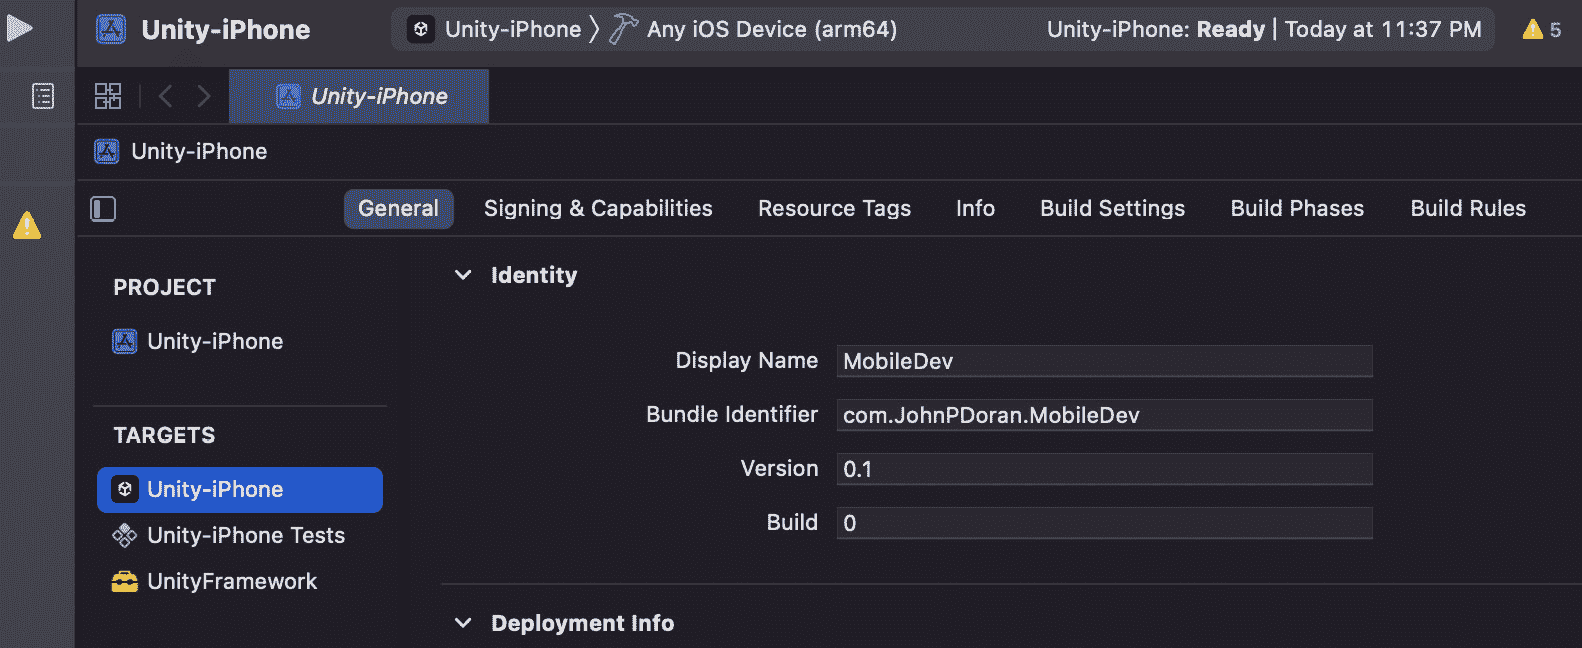 Unity-iPhone
Unity-iPhone 〉 Any iOS Device (arm64)
Unity-iPhone: Ready | Today at 11:37 PM
5
Unity-iPhone
Unity-iPhone
General
Signing & Capabilities
Resource Tags
Info
Build Settings
Build Phases
Build Rules
PROJECT
Unity-iPhone
TARGETS
Unity-iPhone
Unity-iPhone Tests
UnityFramework
Identity
Display Name MobileDev
Bundle Identifier com.JohnPDoran.MobileDev
Version 0.1
Build 0
Deployment Info